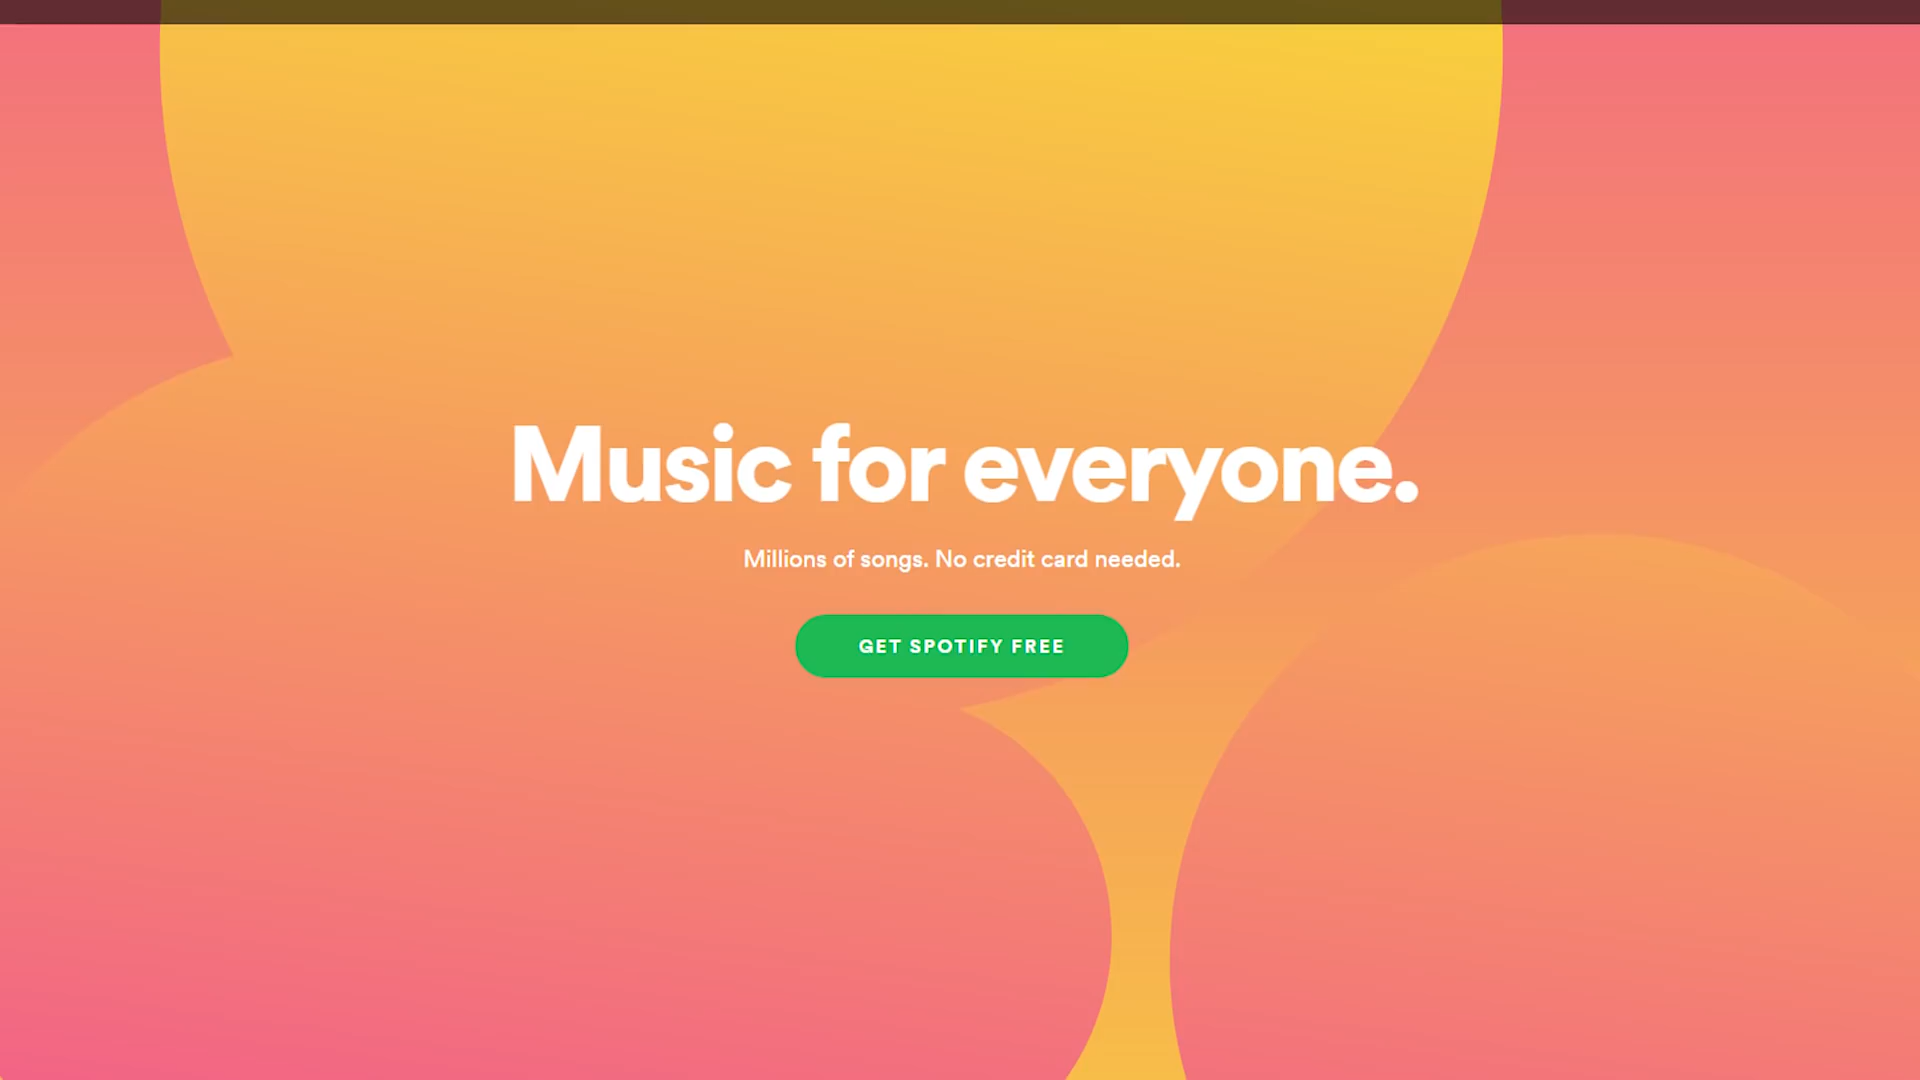 Music for everyone.
Millions of songs. No credit card needed.
GET SPOTIFY FREE